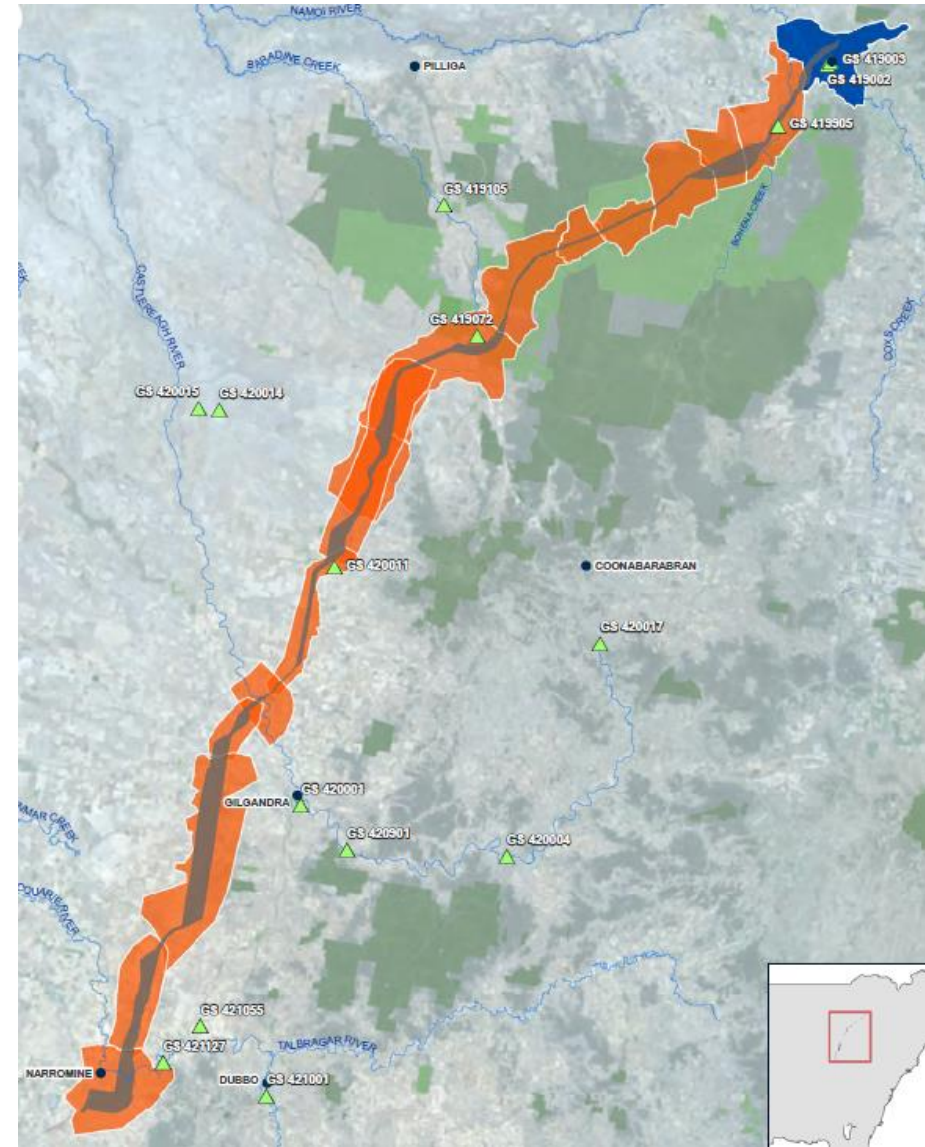 NAMOI RIVER
BARADINE CREEK
PILLIGA
GS 419003
GS 419002
GS 419905
GS 419105
BOHENA CREEK
CASTLEREAGH RIVER
GS 419072
COXS CREEK
GS 420015
GS 420014
GS 420011
COONABARABRAN
GS 420017
GS 420001
GILGANDRA
GS 420901
GS 420004
CREEK
QUARIE RIVER
GS 421055
TALBRAGAR RIVER
GS 421127
NARROMINE
DUBBO
GS 421001